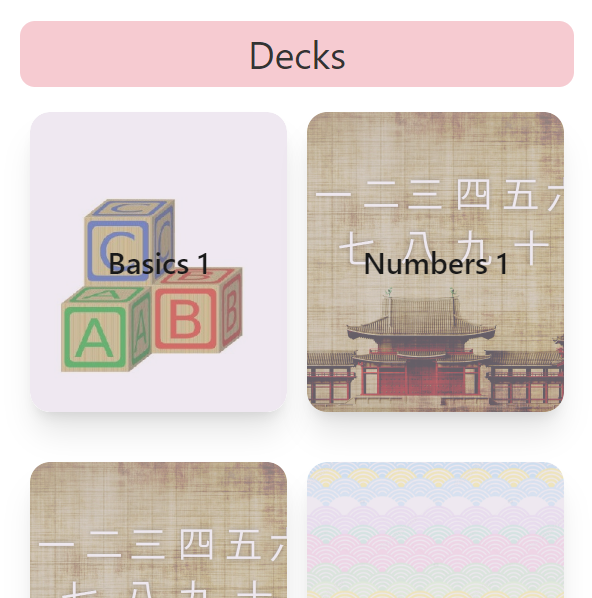 Decks
C
C
C
Basics 1
A
A
A
B
B
B
一 二 三 四 五 六
七 八 九 十
Numbers 1
一 二 三 四 五 六
七 八 九 十